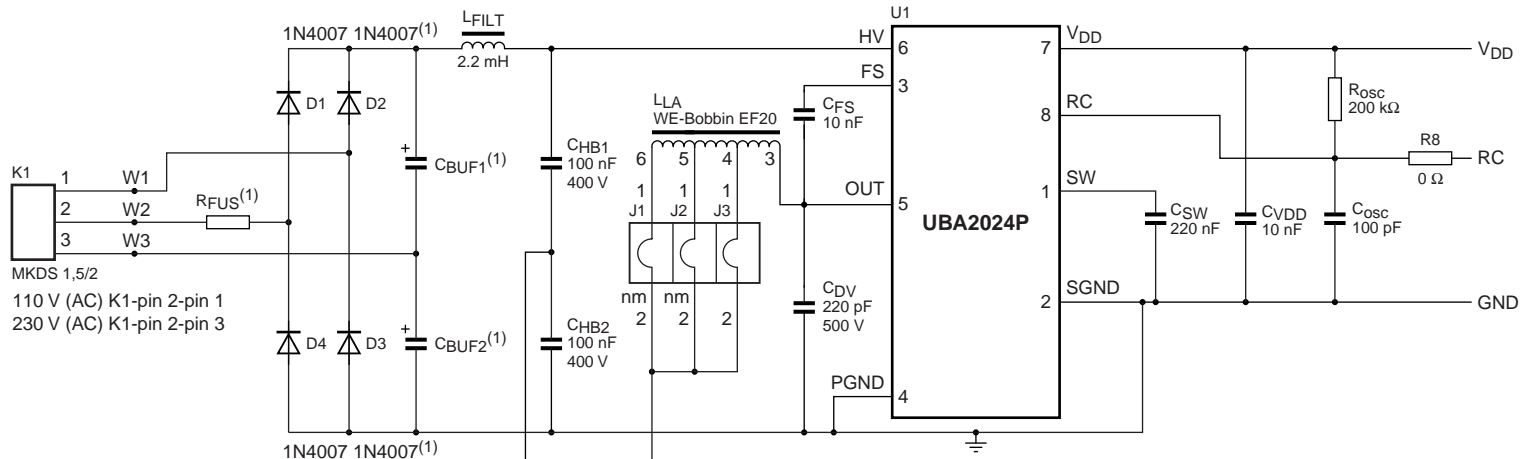 1N4007 1N4007(1)
LFILT
2.2 mH
U1
HV
6
FS
3
VDD
7
VDD
D1
D2
LLA
WE-Bobbin EF20
CFS
10 nF
RC
8
Rosc
200 kΩ
6
5
4
3
K1
1
W1
2
W2
3
W3
RFUS(1)
+
CBUF1(1)
CHB1
100 nF
400 V
1
1
1
J1
J2
J3
OUT
5
UBA2024P
SW
1
R8
0 Ω
RC
CSW
220 nF
CVDD
10 nF
Cosc
100 pF
MKDS 1,5/2
110 V (AC) K1-pin 2-pin 1
230 V (AC) K1-pin 2-pin 3
nm
nm
2
2
2
CDV
220 pF
500 V
SGND
2
GND
D4
D3
+
CBUF2(1)
CHB2
100 nF
400 V
PGND
4
1N4007 1N4007(1)